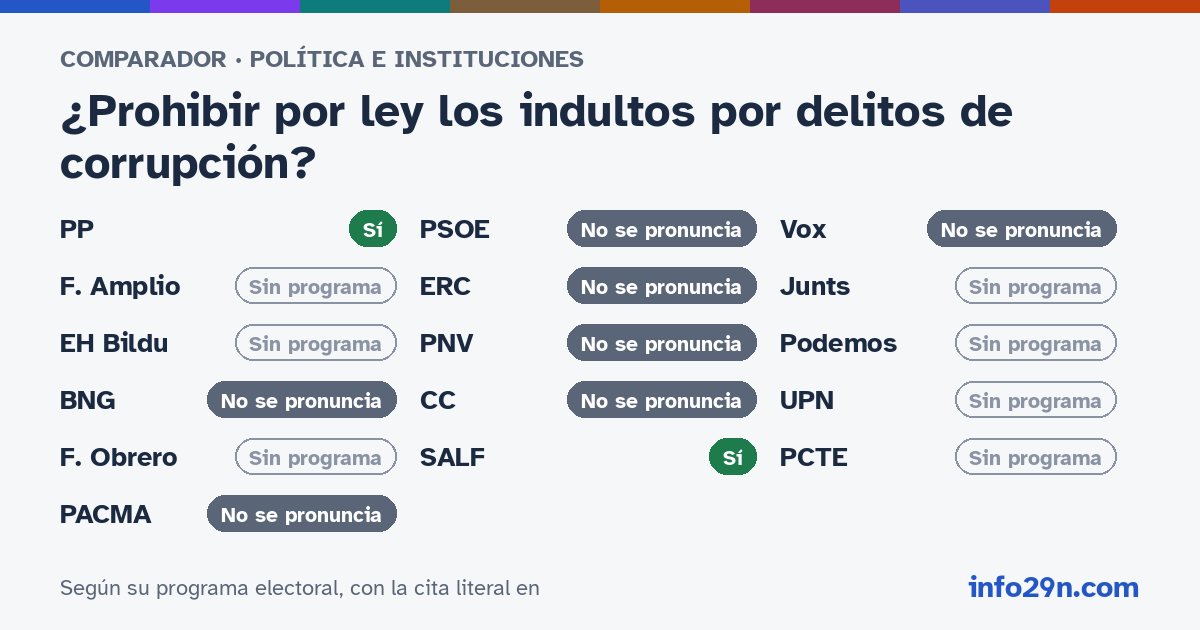 COMPARADOR · POLÍTICA E INSTITUCIONES
¿Prohibir por ley los indultos por delitos de
corrupción?
PP Sí PSOE No se pronuncia Vox No se pronuncia
F. Amplio Sin programa ERC No se pronuncia Junts Sin programa
EH Bildu Sin programa PNV No se pronuncia Podemos Sin programa
BNG No se pronuncia CC No se pronuncia UPN Sin programa
F. Obrero Sin programa SALF Sí PCTE Sin programa
PACMA No se pronuncia
Según su programa electoral, con la cita literal en info29n.com